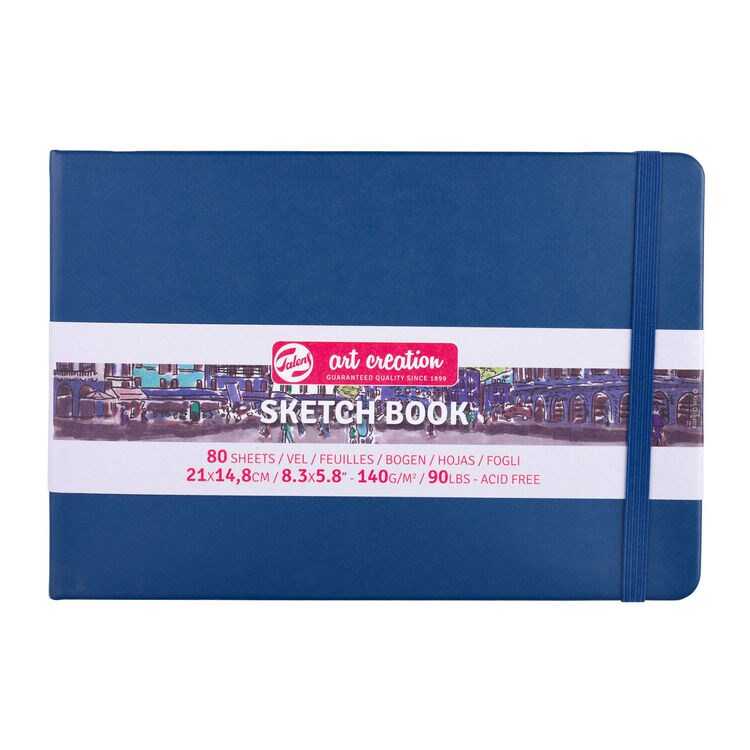 Talens
art creation
GUARANTEED QUALITY SINCE 1899
SKETCH BOOK
80 SHEETS / VEL / FEUILLES / BOGEN / HOJAS / FOGLI
21X14,8CM / 8.3X5.8" - 140G/M² / 90LBS - ACID FREE